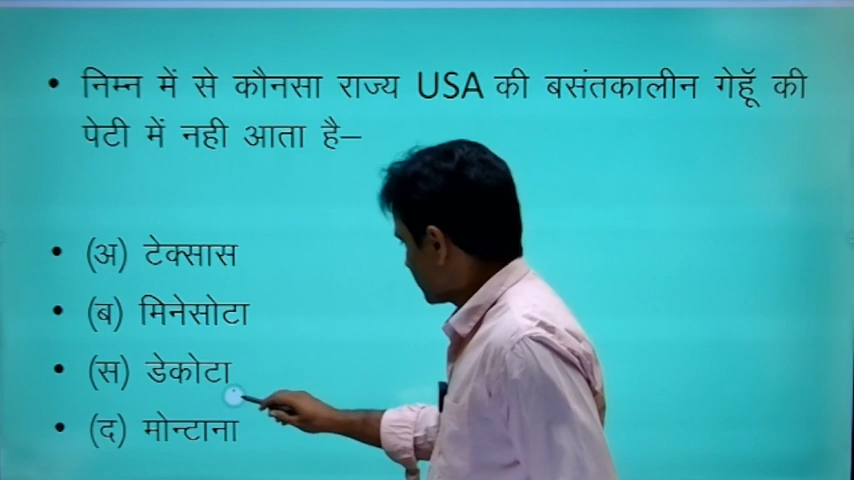 • निम्न में से कौनसा राज्य USA की बसंतकालीन गेहूॅ की
पेटी में नही आता है–
• (अ) टेक्सास
• (ब) मिनेसोटा
• (स) डेकोटा
• (द) मोन्टाना